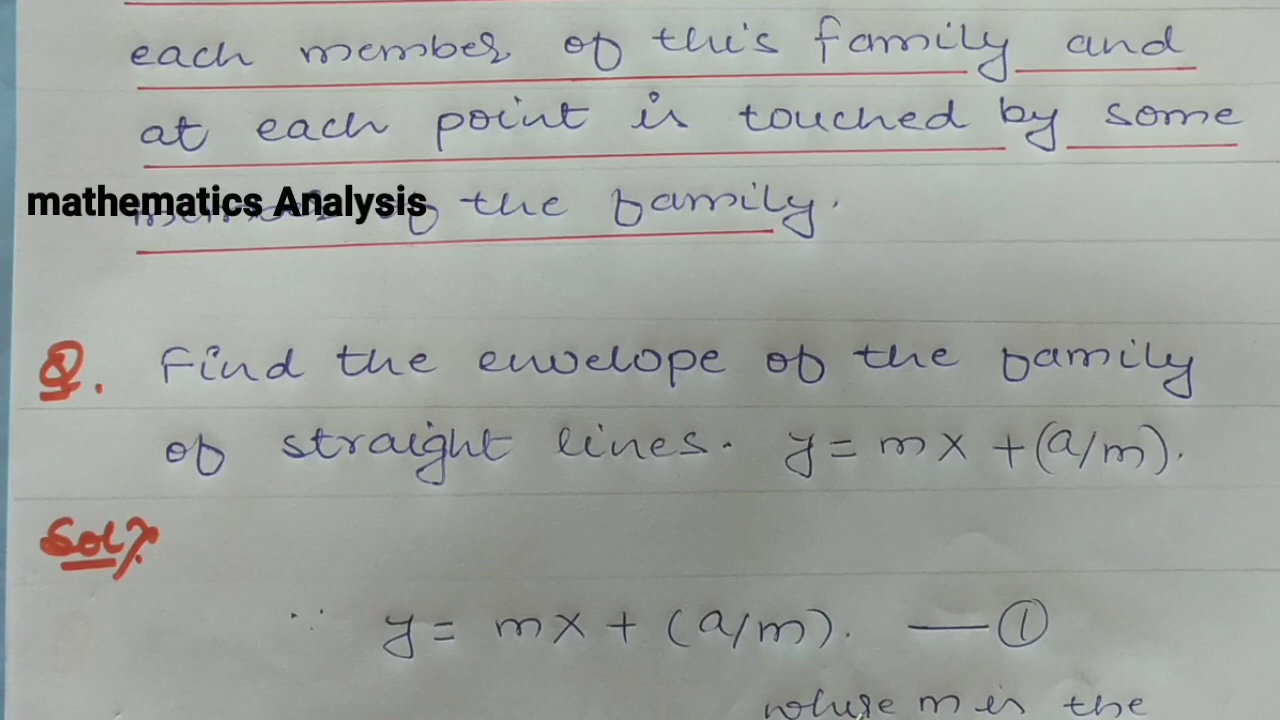 each member of this family and
at each point is touched by some
mathematics Analysis
the family.
Q. Find the envelope of the family
of straight lines. y = mx + (a/m).
Sol?
∵ y = mx + (a/m). — ①
where m is the